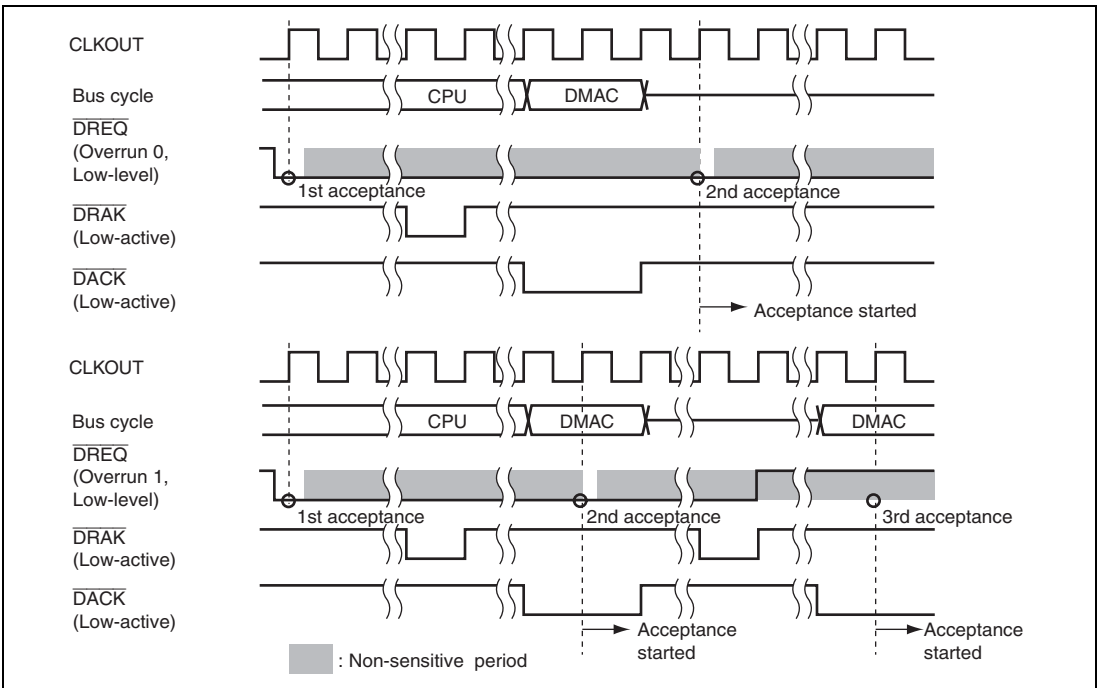 CLKOUT
Bus cycle
CPU
DMAC
DREQ
(Overrun 0,
Low-level)
1st acceptance
2nd acceptance
DRAK
(Low-active)
DACK
(Low-active)
Acceptance started
CLKOUT
Bus cycle
CPU
DMAC
DMAC
DREQ
(Overrun 1,
Low-level)
1st acceptance
2nd acceptance
3rd acceptance
DRAK
(Low-active)
DACK
(Low-active)
Acceptance
started
Acceptance
started
: Non-sensitive period